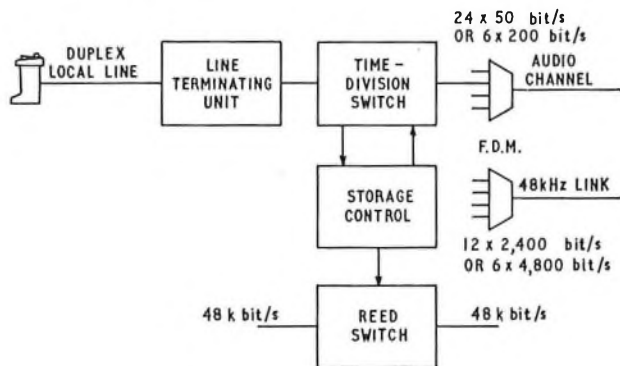 24 x 50 bit/s
OR 6 x 200 bit/s
DUPLEX
LOCAL LINE
LINE
TERMINATING
UNIT
TIME –
DIVISION
SWITCH
AUDIO
CHANNEL
F.D.M.
STORAGE
CONTROL
48kHz LINK
12 x 2,400 bit/s
OR 6 x 4,800 bit/s
48 k bit/s
REED
SWITCH
48 k bit/s